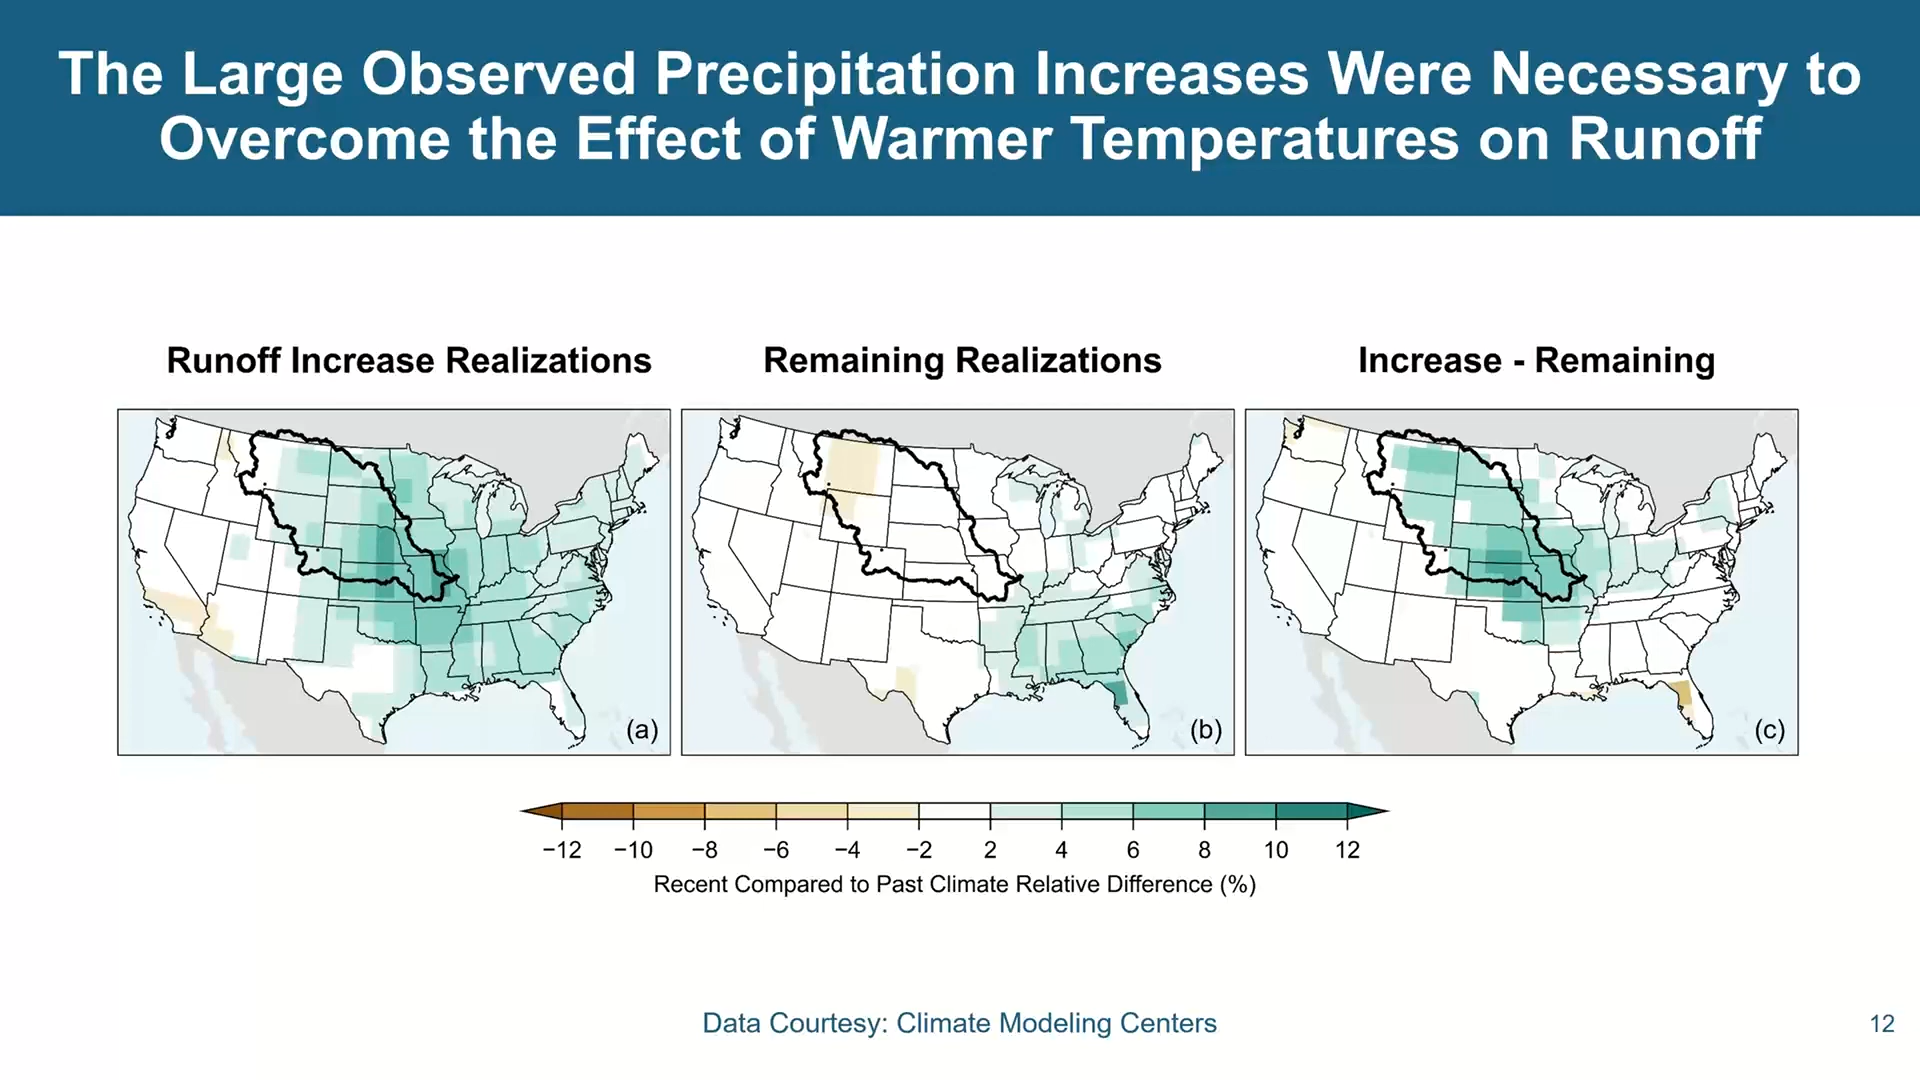 The Large Observed Precipitation Increases Were Necessary to
Overcome the Effect of Warmer Temperatures on Runoff
Runoff Increase Realizations
Remaining Realizations
Increase - Remaining
(a)
(b)
(c)
−12 −10 −8 −6 −4 −2 2 4 6 8 10 12
Recent Compared to Past Climate Relative Difference (%)
Data Courtesy: Climate Modeling Centers
12